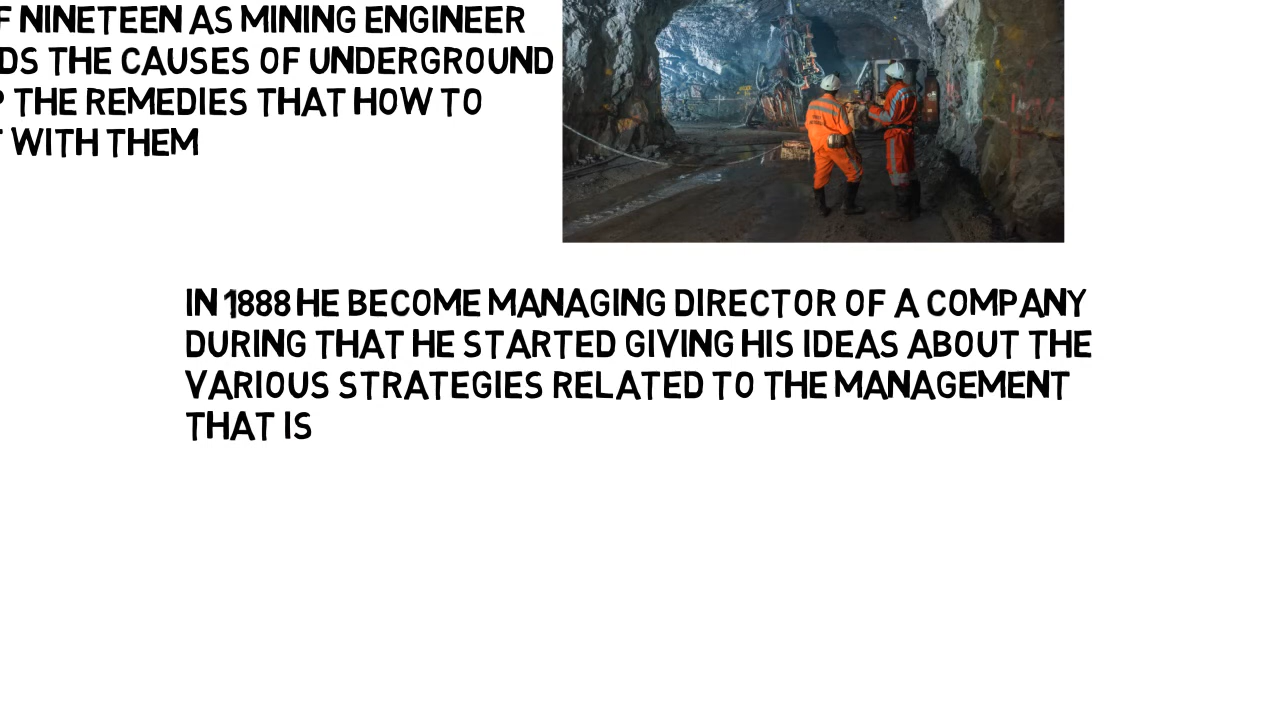 F NINETEEN AS MINING ENGINEER
DS THE CAUSES OF UNDERGROUND
P THE REMEDIES THAT HOW TO
T WITH THEM
IN 1888 HE BECOME MANAGING DIRECTOR OF A COMPANY
DURING THAT HE STARTED GIVING HIS IDEAS ABOUT THE
VARIOUS STRATEGIES RELATED TO THE MANAGEMENT
THAT IS